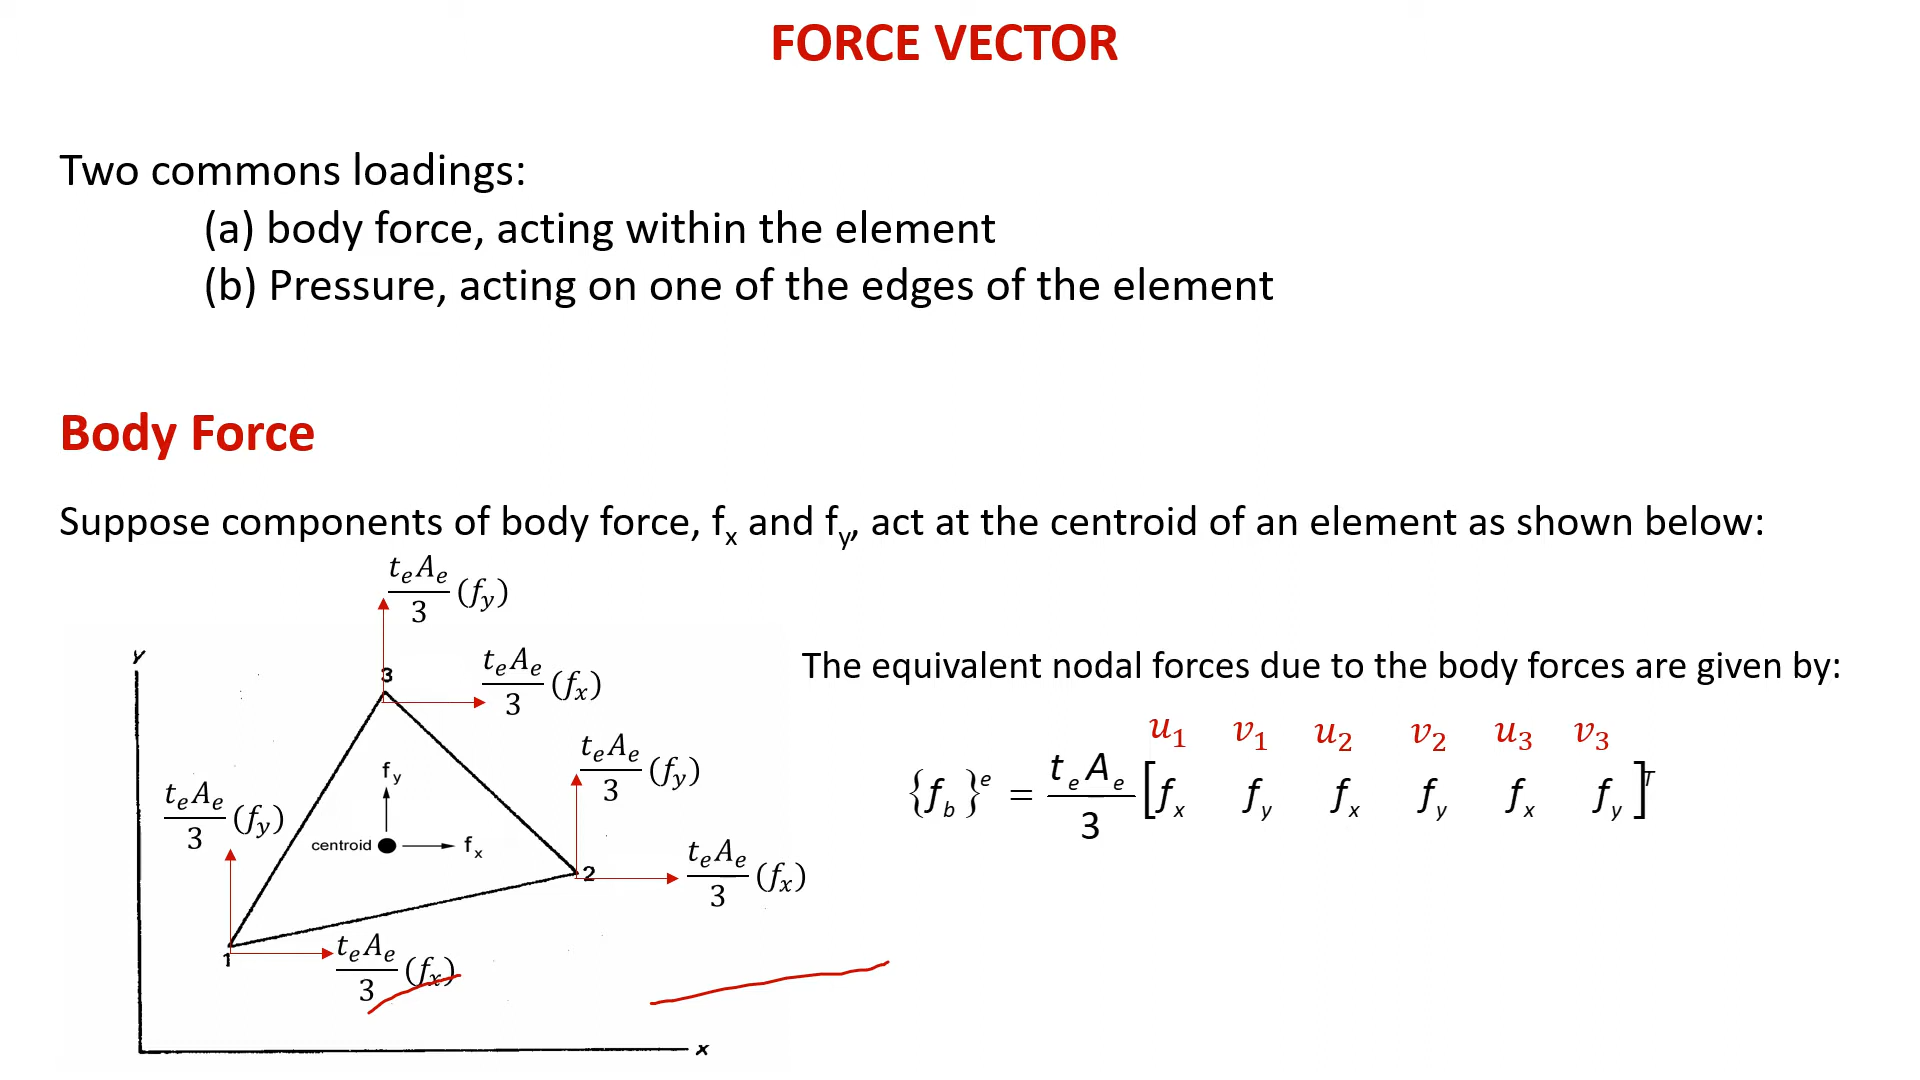 FORCE VECTOR
Two commons loadings:
(a) body force, acting within the element
(b) Pressure, acting on one of the edges of the element
Body Force
Suppose components of body force, fx and fy, act at the centroid of an element as shown below:
teAe/3 (fy)
Y
3
teAe/3 (fx)
teAe/3 (fy)
teAe/3 (fy)
fy
centroid
fx
2
teAe/3 (fx)
1
teAe/3 (fx)
x
The equivalent nodal forces due to the body forces are given by:
u1 v1 u2 v2 u3 v3
{fb}^e = teAe/3 [fx fy fx fy fx fy]^T